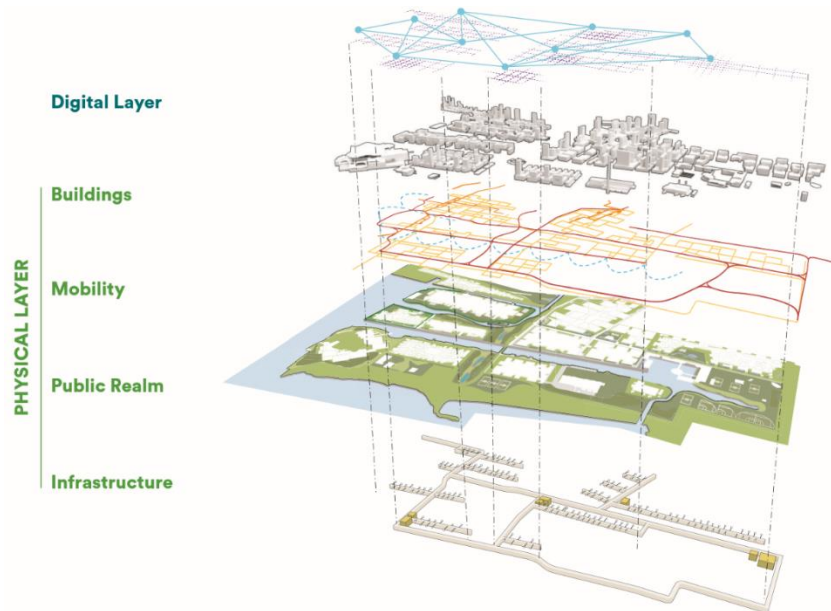 Digital Layer
PHYSICAL LAYER
Buildings
Mobility
Public Realm
Infrastructure